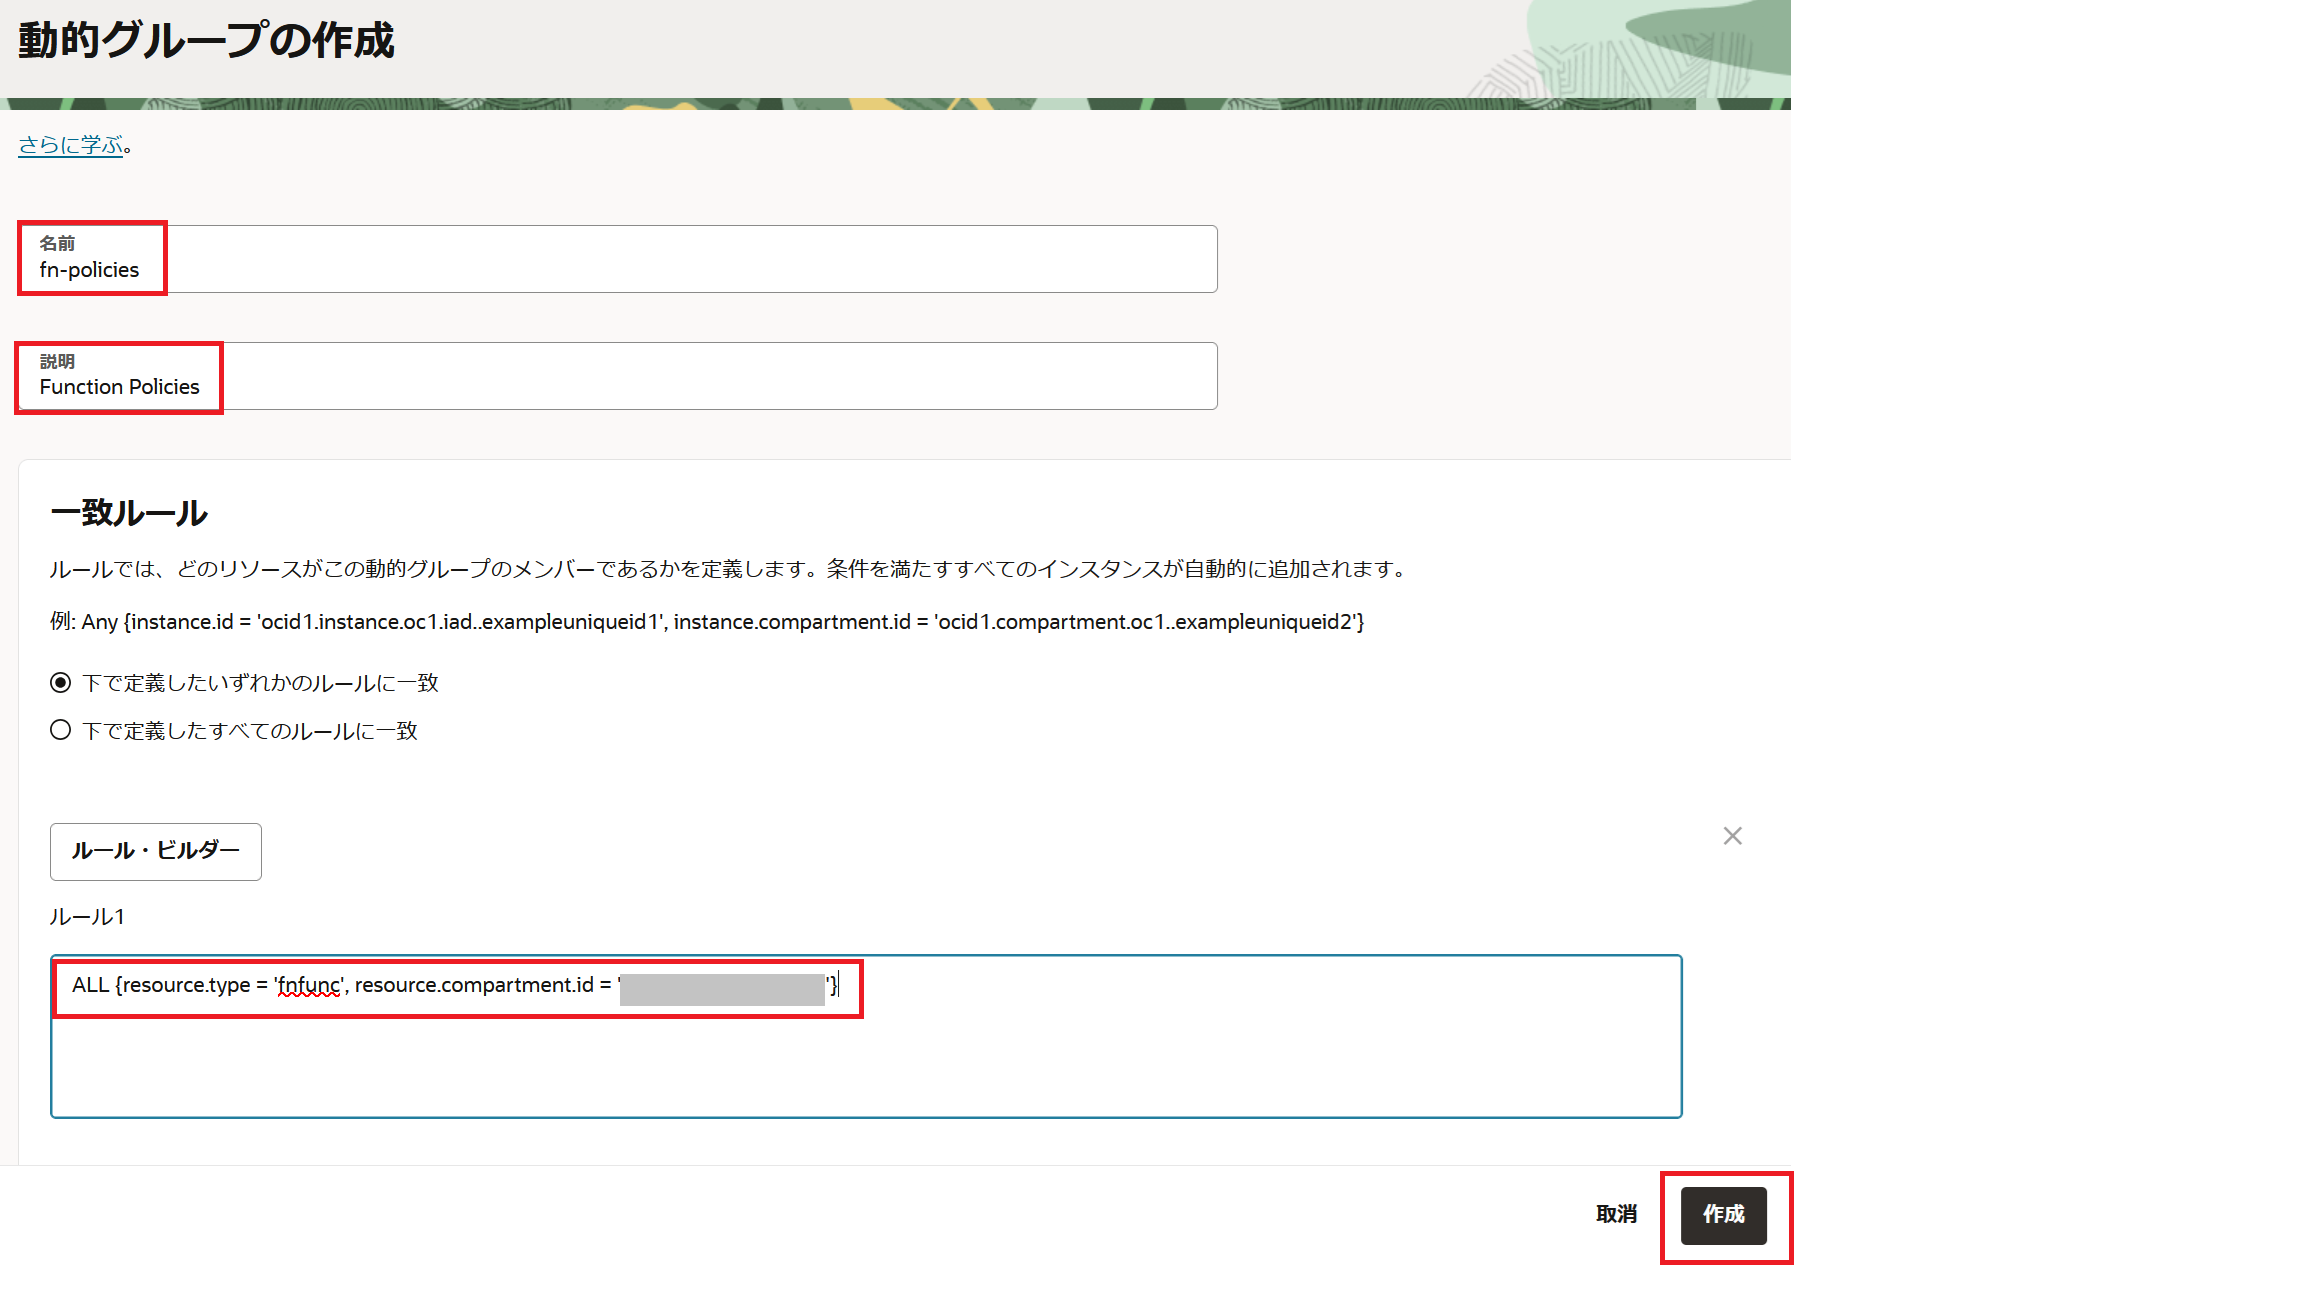 動的グループの作成
さらに学ぶ。
名前
fn-policies
説明
Function Policies
一致ルール
ルールでは、どのリソースがこの動的グループのメンバーであるかを定義します。条件を満たすすべてのインスタンスが自動的に追加されます。
例: Any {instance.id = 'ocid1.instance.oc1.iad..exampleuniqueid1', instance.compartment.id = 'ocid1.compartment.oc1..exampleuniqueid2'}
下で定義したいずれかのルールに一致
下で定義したすべてのルールに一致
ルール・ビルダー
ルール1
ALL {resource.type = 'fnfunc', resource.compartment.id = ' '}
取消
作成